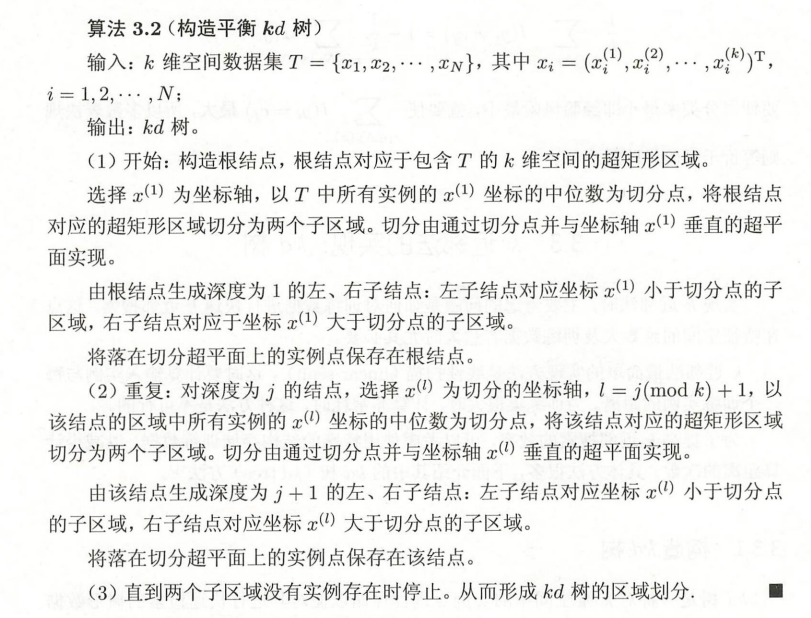 算法 3.2（构造平衡 kd 树）
输入：k 维空间数据集 T = {x₁, x₂, ⋯ , x_N}，其中 xᵢ = (xᵢ⁽¹⁾, xᵢ⁽²⁾, ⋯ , xᵢ⁽ᵏ⁾)ᵀ，
i = 1, 2, ⋯ , N；
输出：kd 树。
（1）开始：构造根结点，根结点对应于包含 T 的 k 维空间的超矩形区域。
选择 x⁽¹⁾ 为坐标轴，以 T 中所有实例的 x⁽¹⁾ 坐标的中位数为切分点，将根结点
对应的超矩形区域切分为两个子区域。切分由通过切分点并与坐标轴 x⁽¹⁾ 垂直的超平
面实现。
由根结点生成深度为 1 的左、右子结点：左子结点对应坐标 x⁽¹⁾ 小于切分点的子
区域，右子结点对应于坐标 x⁽¹⁾ 大于切分点的子区域。
将落在切分超平面上的实例点保存在根结点。
（2）重复：对深度为 j 的结点，选择 x⁽ˡ⁾ 为切分的坐标轴，l = j(mod k) + 1，以
该结点的区域中所有实例的 x⁽ˡ⁾ 坐标的中位数为切分点，将该结点对应的超矩形区域
切分为两个子区域。切分由通过切分点并与坐标轴 x⁽ˡ⁾ 垂直的超平面实现。
由该结点生成深度为 j + 1 的左、右子结点：左子结点对应坐标 x⁽ˡ⁾ 小于切分点
的子区域，右子结点对应坐标 x⁽ˡ⁾ 大于切分点的子区域。
将落在切分超平面上的实例点保存在该结点。
（3）直到两个子区域没有实例存在时停止。从而形成 kd 树的区域划分. ■